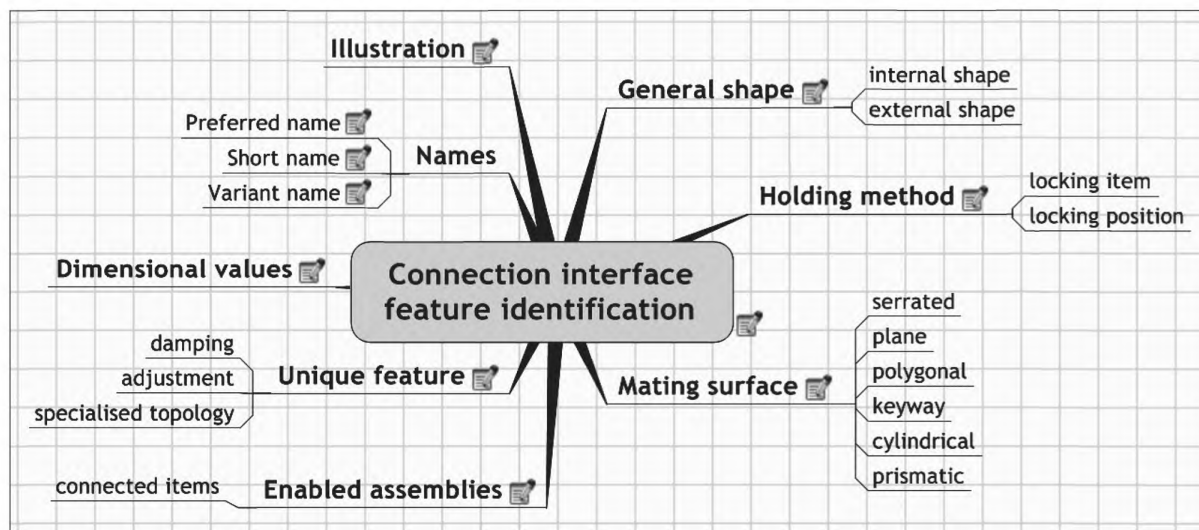 Illustration
Preferred name
Short name
Variant name
Names
Dimensional values
damping
adjustment
specialised topology
Unique feature
connected items
Enabled assemblies
Connection interface
feature identification
General shape
internal shape
external shape
Holding method
locking item
locking position
Mating surface
serrated
plane
polygonal
keyway
cylindrical
prismatic